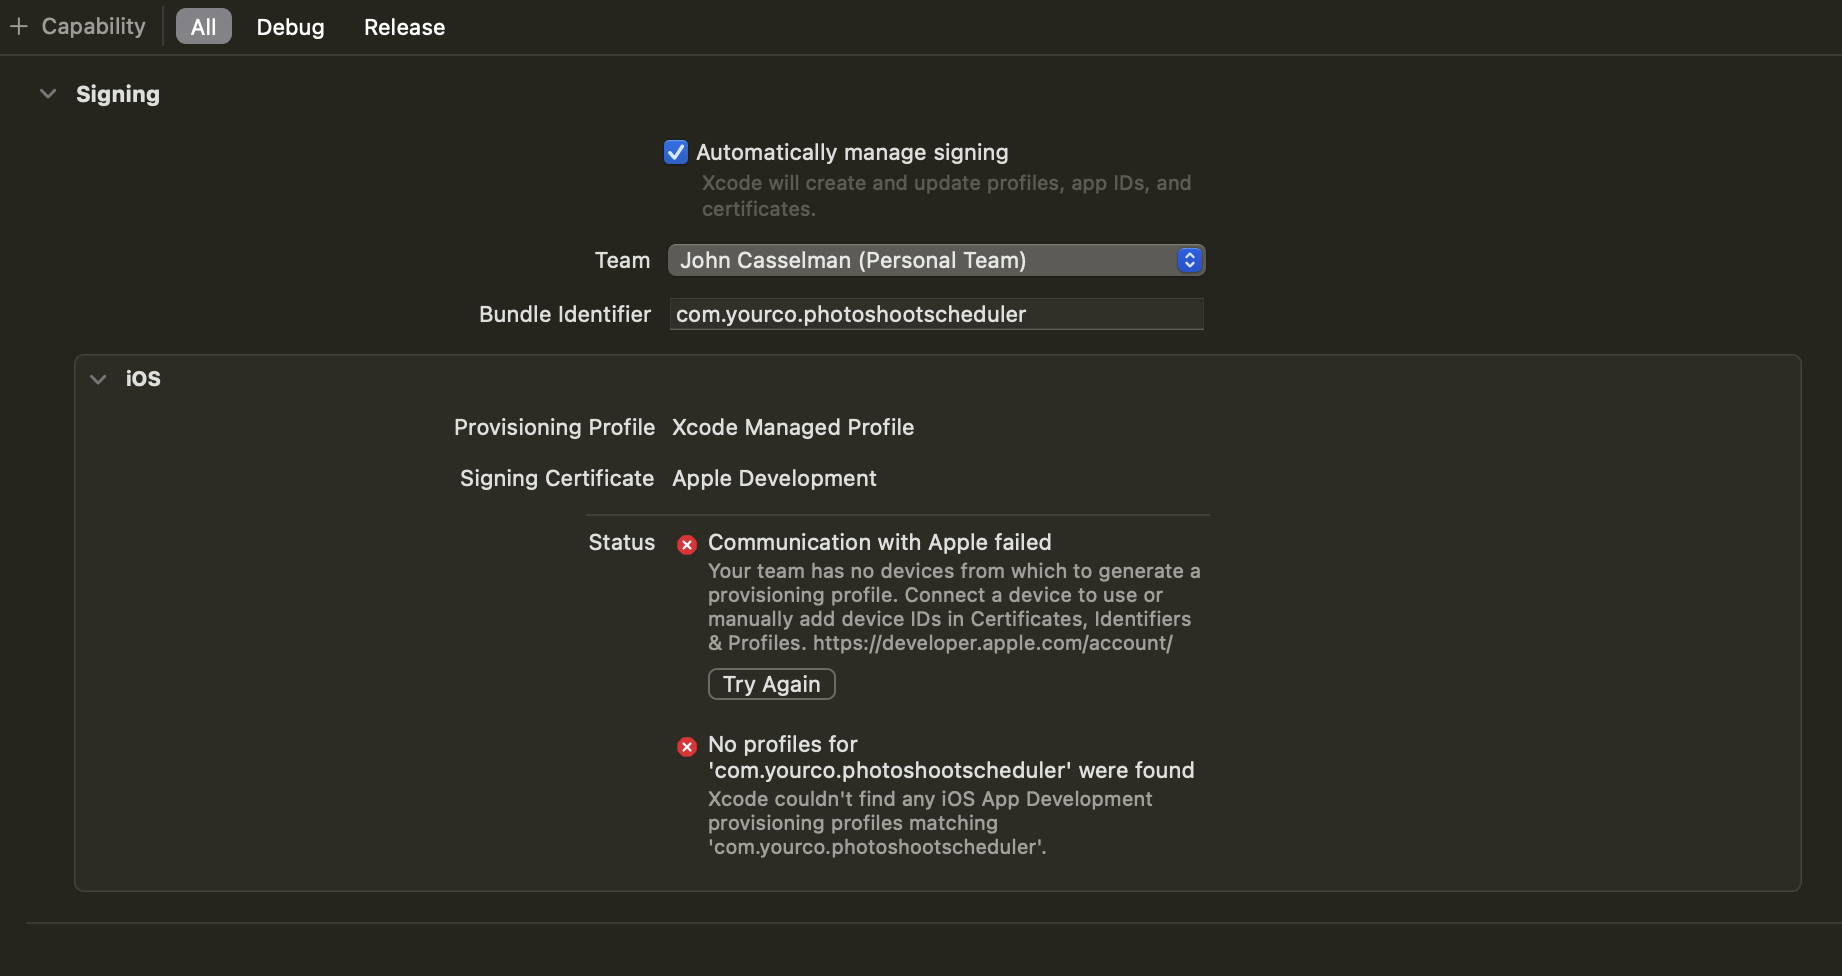 + Capability All Debug Release
Signing
Automatically manage signing
Xcode will create and update profiles, app IDs, and
certificates.
Team John Casselman (Personal Team)
Bundle Identifier com.yourco.photoshootscheduler
iOS
Provisioning Profile Xcode Managed Profile
Signing Certificate Apple Development
Status Communication with Apple failed
Your team has no devices from which to generate a
provisioning profile. Connect a device to use or
manually add device IDs in Certificates, Identifiers
& Profiles. https://developer.apple.com/account/
Try Again
No profiles for
'com.yourco.photoshootscheduler' were found
Xcode couldn't find any iOS App Development
provisioning profiles matching
'com.yourco.photoshootscheduler'.